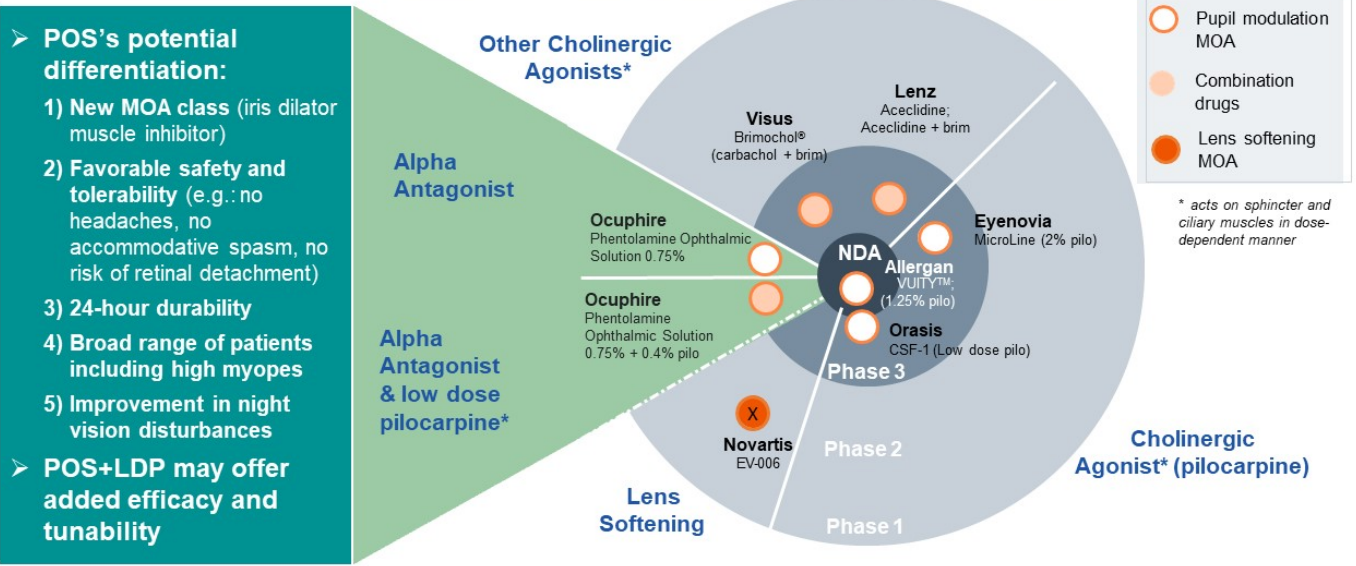 ➢ POS's potential
differentiation:
1) New MOA class (iris dilator
muscle inhibitor)
2) Favorable safety and
tolerability (e.g.: no
headaches, no
accommodative spasm, no
risk of retinal detachment)
3) 24-hour durability
4) Broad range of patients
including high myopes
5) Improvement in night
vision disturbances
➢ POS+LDP may offer
added efficacy and
tunability
Alpha
Antagonist
Alpha
Antagonist
& low dose
pilocarpine*
Ocuphire
Phentolamine Ophthalmic
Solution 0.75%
Ocuphire
Phentolamine
Ophthalmic Solution
0.75% + 0.4% pilo
Other Cholinergic
Agonists*
Visus
Brimochol®
(carbachol + brim)
Lenz
Aceclidine;
Aceclidine + brim
Eyenovia
MicroLine (2% pilo)
NDA
Allergan
VUITY™;
(1.25% pilo)
Orasis
CSF-1 (Low dose pilo)
Phase 3
X
Novartis
EV-006
Phase 2
Phase 1
Lens
Softening
Cholinergic
Agonist* (pilocarpine)
Pupil modulation
MOA
Combination
drugs
Lens softening
MOA
* acts on sphincter and
ciliary muscles in dose-
dependent manner